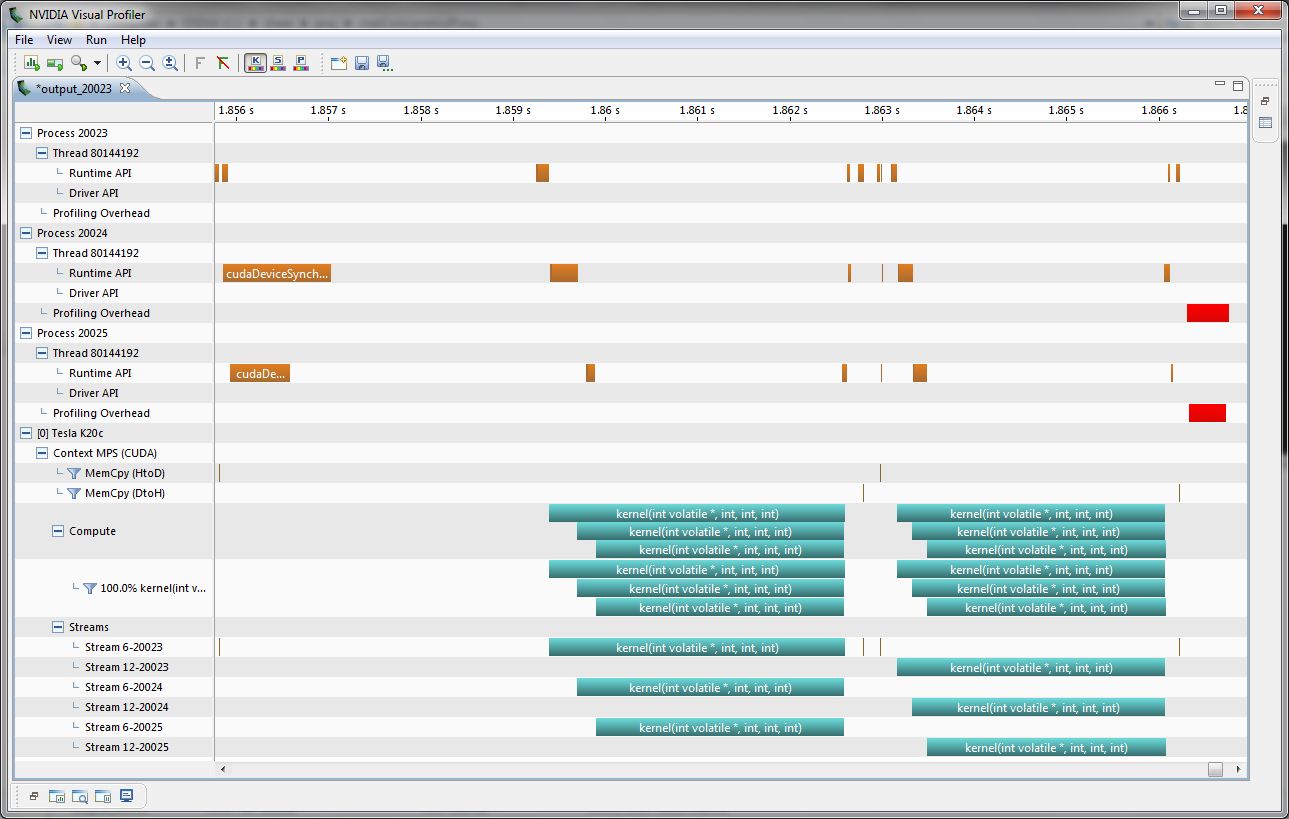 NVIDIA Visual Profiler
File View Run Help
*output_20023
1.856 s 1.857 s 1.858 s 1.859 s 1.86 s 1.861 s 1.862 s 1.863 s 1.864 s 1.865 s 1.866 s 1.8
Process 20023
Thread 80144192
Runtime API
Driver API
Profiling Overhead
Process 20024
Thread 80144192
Runtime API cudaDeviceSynch...
Driver API
Profiling Overhead
Process 20025
Thread 80144192
Runtime API cudaDe...
Driver API
Profiling Overhead
[0] Tesla K20c
Context MPS (CUDA)
MemCpy (HtoD)
MemCpy (DtoH)
kernel(int volatile *, int, int, int) kernel(int volatile *, int, int, int)
Compute kernel(int volatile *, int, int, int) kernel(int volatile *, int, int, int)
kernel(int volatile *, int, int, int) kernel(int volatile *, int, int, int)
kernel(int volatile *, int, int, int) kernel(int volatile *, int, int, int)
100.0% kernel(int v... kernel(int volatile *, int, int, int) kernel(int volatile *, int, int, int)
kernel(int volatile *, int, int, int) kernel(int volatile *, int, int, int)
Streams
Stream 6-20023 kernel(int volatile *, int, int, int)
Stream 12-20023 kernel(int volatile *, int, int, int)
Stream 6-20024 kernel(int volatile *, int, int, int)
Stream 12-20024 kernel(int volatile *, int, int, int)
Stream 6-20025 kernel(int volatile *, int, int, int)
Stream 12-20025 kernel(int volatile *, int, int, int)